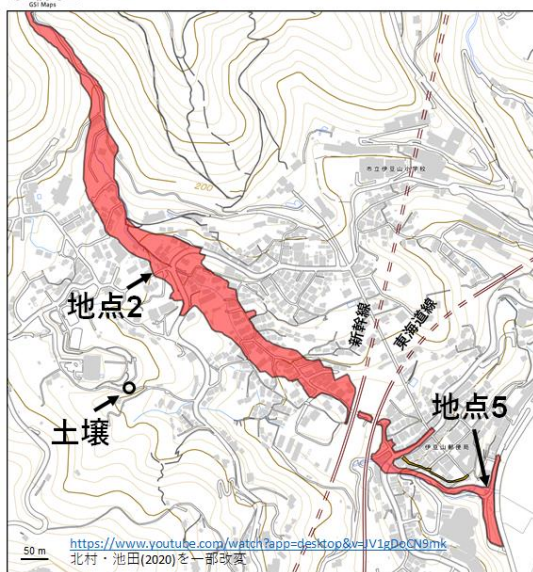 GSI Maps
200
市立伊豆山小学校
新幹線
東海道線
地点2
地点5
伊豆山郵便局
土壌
50 m
https://www.youtube.com/watch?app=desktop&v=JV1gDoCN9mk
北村・池田(2020)を一部改変